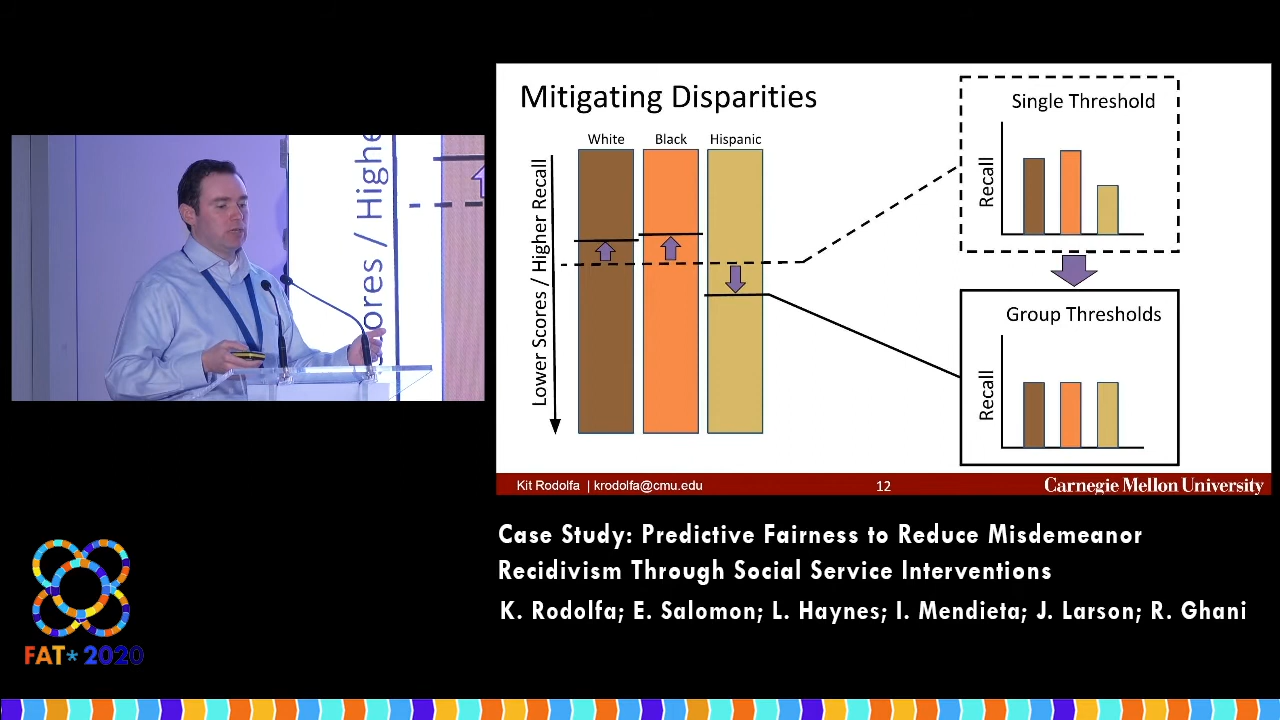 Mitigating Disparities
White
Black
Hispanic
Lower Scores / Higher Recall
Single Threshold
Recall
Group Thresholds
Recall
Kit Rodolfa | krodolfa@cmu.edu
12
Carnegie Mellon University
ores / Highe
Case Study: Predictive Fairness to Reduce Misdemeanor
Recidivism Through Social Service Interventions
K. Rodolfa; E. Salomon; L. Haynes; I. Mendieta; J. Larson; R. Ghani
FAT* 2020